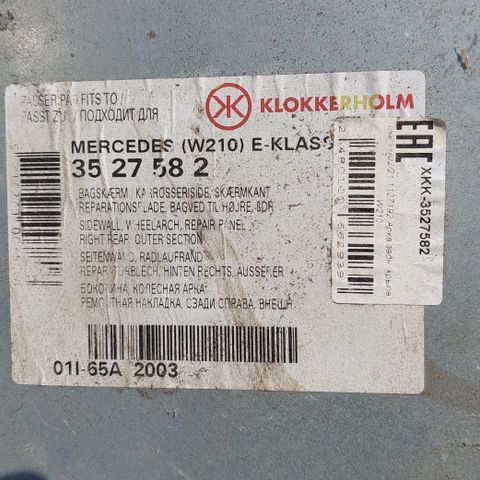 PASSER PÅ / FITS TO //
PASST ZU / ПОДХОДИТ ДЛЯ
KLOKKERHOLM
MERCEDES (W210) E-KLASS
35 27 58 2
BAGSKÆRM / KARROSSERISIDE, SKÆRMKANT
REPARATIONSPLADE, BAGVED TIL HØJRE, 4DR
SIDEWALL, WHEELARCH, REPAIR PANEL
RIGHT REAR, OUTER SECTION
SEITENWAND, RADLAUFRAND
REPARATURBLECH, HINTEN RECHTS, AUSSEN
БОКОВИНА, КОЛЕСНАЯ АРКА
РЕМОНТНАЯ НАКЛАДКА, СЗАДИ СПРАВА, ВНЕШН
01I-65A 2003
EAC
XKK-3527582
W210